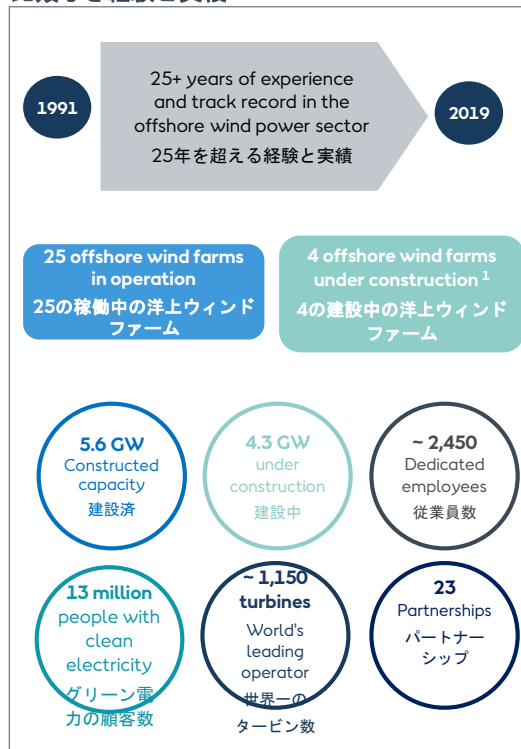 1991
25+ years of experience
and track record in the
offshore wind power sector
25年を超える経験と実績
2019
25 offshore wind farms
in operation
25の稼働中の洋上ウィンド
ファーム
4 offshore wind farms
under construction 1
4の建設中の洋上ウィンド
ファーム
5.6 GW
Constructed
capacity
建設済
4.3 GW
under
construction
建設中
~ 2,450
Dedicated
employees
従業員数
13 million
people with
clean
electricity
グリーン電
力の顧客数
~ 1,150
turbines
World's
leading
operator
世界一の
タービン数
23
Partnerships
パートナー
シップ